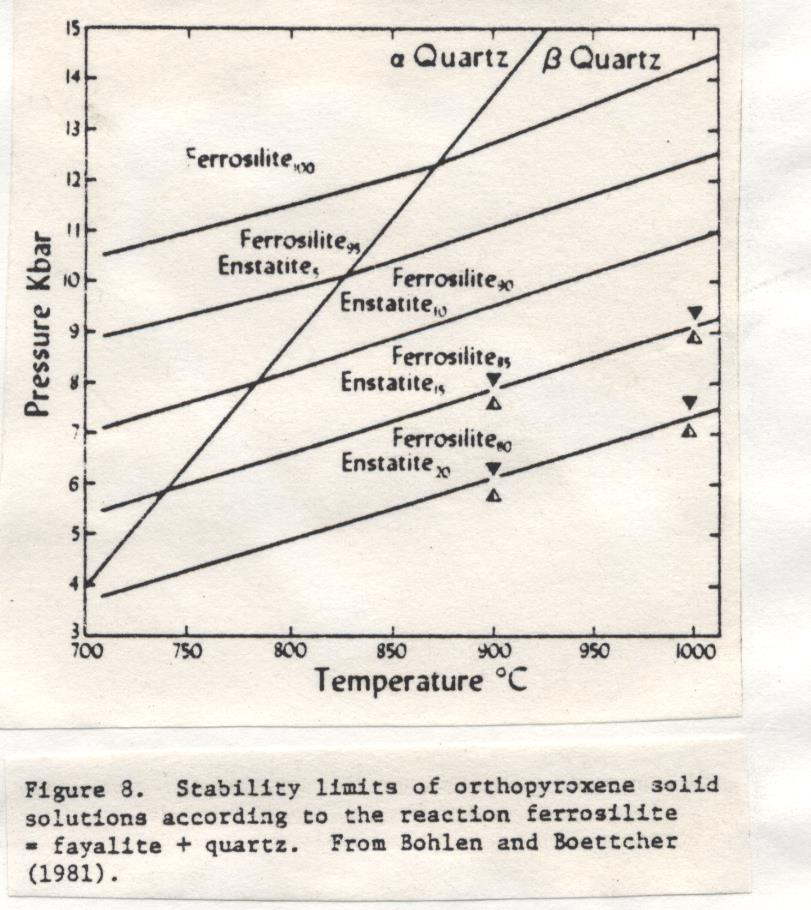 15
14
13
12
11
10
9
8
7
6
5
4
3
Pressure Kbar
α Quartz
β Quartz
Ferrosilite₁₀₀
Ferrosilite₉₅
Enstatite₅
Ferrosilite₉₀
Enstatite₁₀
Ferrosilite₈₅
Enstatite₁₅
Ferrosilite₈₀
Enstatite₂₀
700 750 800 850 900 950 1000
Temperature °C
Figure 8. Stability limits of orthopyroxene solid
solutions according to the reaction ferrosilite
= fayalite + quartz. From Bohlen and Boettcher
(1981).